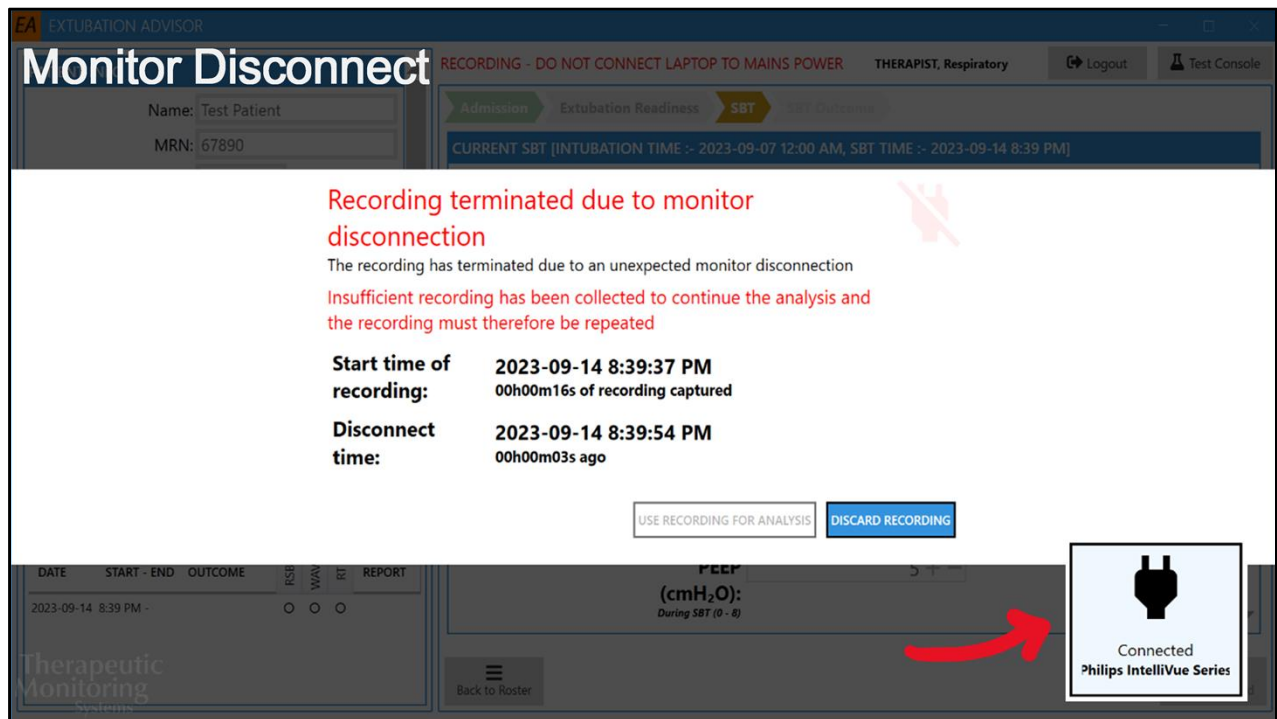 EA EXTUBATION ADVISOR
Monitor Disconnect
RECORDING - DO NOT CONNECT LAPTOP TO MAINS POWER
THERAPIST, Respiratory
Logout
Test Console
Name: Test Patient
MRN: 67890
Admission
Extubation Readiness
SBT
SBT Outcome
CURRENT SBT [INTUBATION TIME :- 2023-09-07 12:00 AM, SBT TIME :- 2023-09-14 8:39 PM]
Recording terminated due to monitor
disconnection
The recording has terminated due to an unexpected monitor disconnection
Insufficient recording has been collected to continue the analysis and
the recording must therefore be repeated
Start time of
recording:
2023-09-14 8:39:37 PM
00h00m16s of recording captured
Disconnect
time:
2023-09-14 8:39:54 PM
00h00m03s ago
USE RECORDING FOR ANALYSIS
DISCARD RECORDING
DATE START - END OUTCOME RSB WAV RT REPORT
2023-09-14 8:39 PM -
PEEP
(cmH₂O):
During SBT (0 - 8)
5 + −
Connected
Philips IntelliVue Series
Back to Roster
Therapeutic
Monitoring
Systems